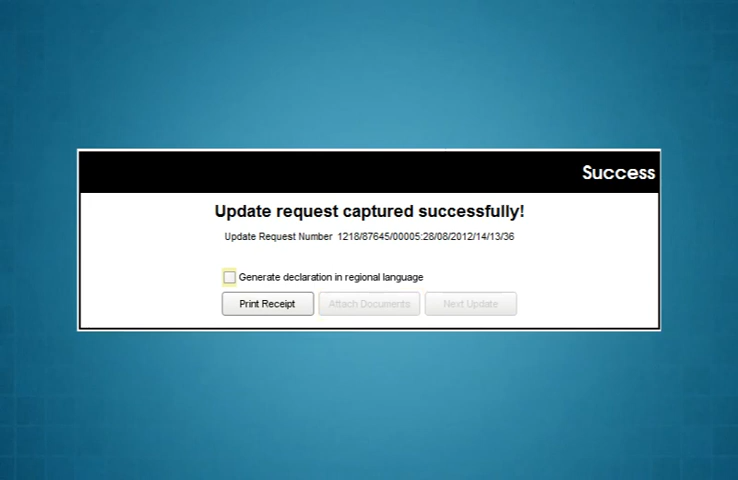 Success
Update request captured successfully!
Update Request Number 1218/87645/00005:28/08/2012/14/13/36
Generate declaration in regional language
Print Receipt Attach Documents Next Update